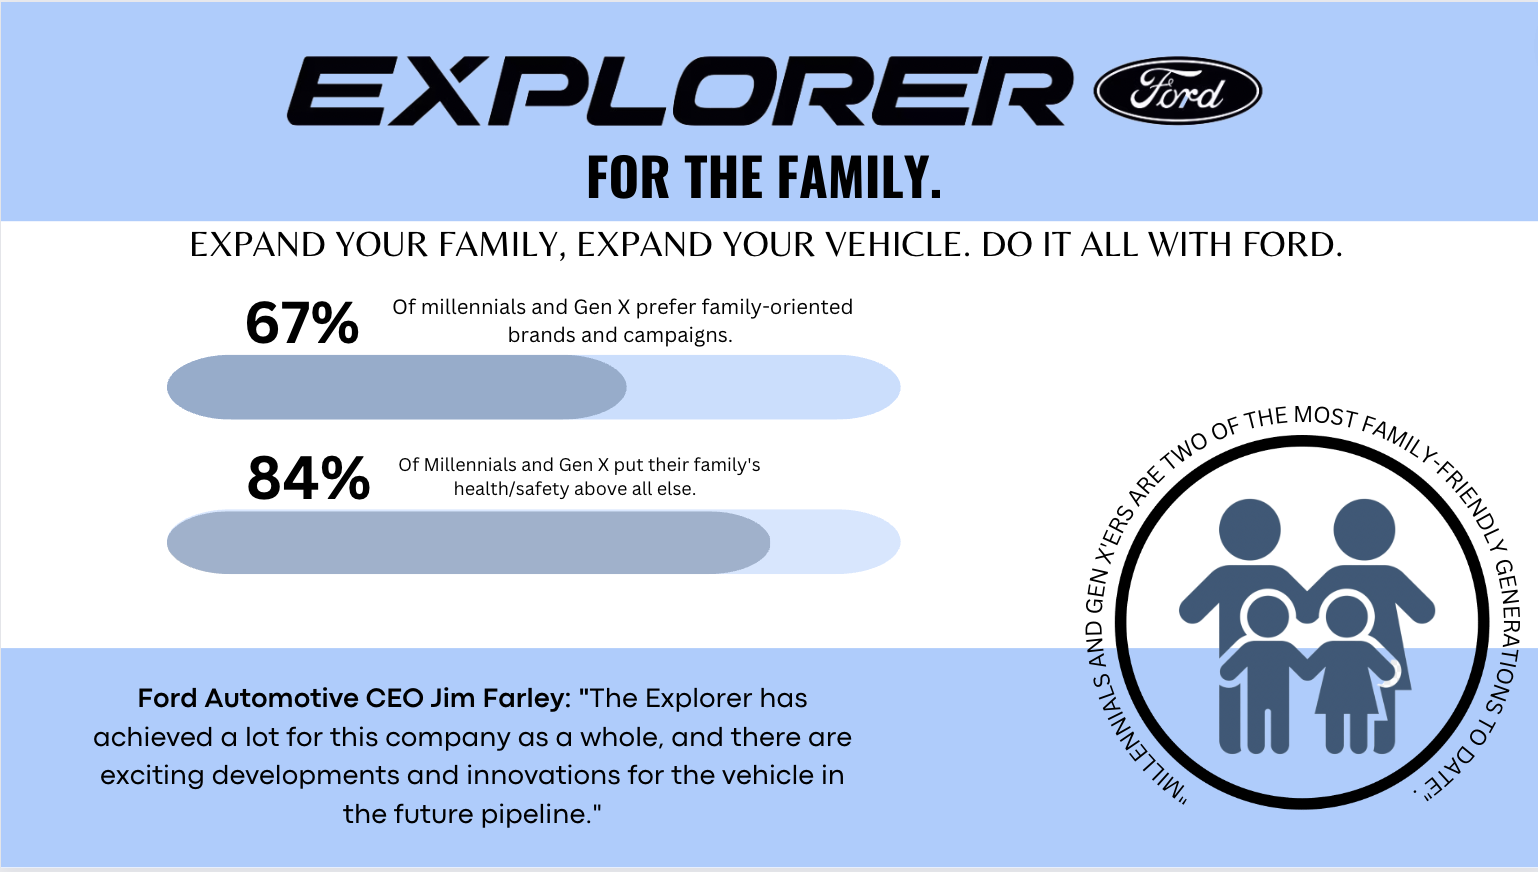 EXPLORER Ford
FOR THE FAMILY.
EXPAND YOUR FAMILY, EXPAND YOUR VEHICLE. DO IT ALL WITH FORD.
67%
Of millennials and Gen X prefer family-oriented
brands and campaigns.
84%
Of Millennials and Gen X put their family's
health/safety above all else.
"MILLENNIALS AND GEN X'ERS ARE TWO OF THE MOST FAMILY-FRIENDLY GENERATIONS TO DATE" .
Ford Automotive CEO Jim Farley: "The Explorer has
achieved a lot for this company as a whole, and there are
exciting developments and innovations for the vehicle in
the future pipeline."